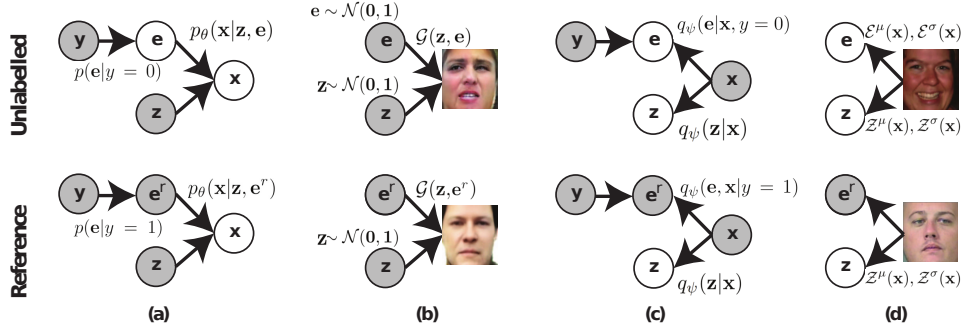 Unlabelled
y e p_θ(x|z, e)
p(e|y = 0) x
z
e ∼ N(0, 1)
e G(z, e)
z∼ N(0, 1)
z
y e q_ψ(e|x, y = 0)
x
z
q_ψ(z|x)
e ℰ^μ(x), ℰ^σ(x)
z
Z^μ(x), Z^σ(x)
Reference
y e^r p_θ(x|z, e^r)
p(e|y = 1) x
z
e^r G(z,e^r)
z∼ N(0, 1)
z
y e^r q_ψ(e, x|y = 1)
x
z
q_ψ(z|x)
e^r
z
Z^μ(x), Z^σ(x)
(a) (b) (c) (d)